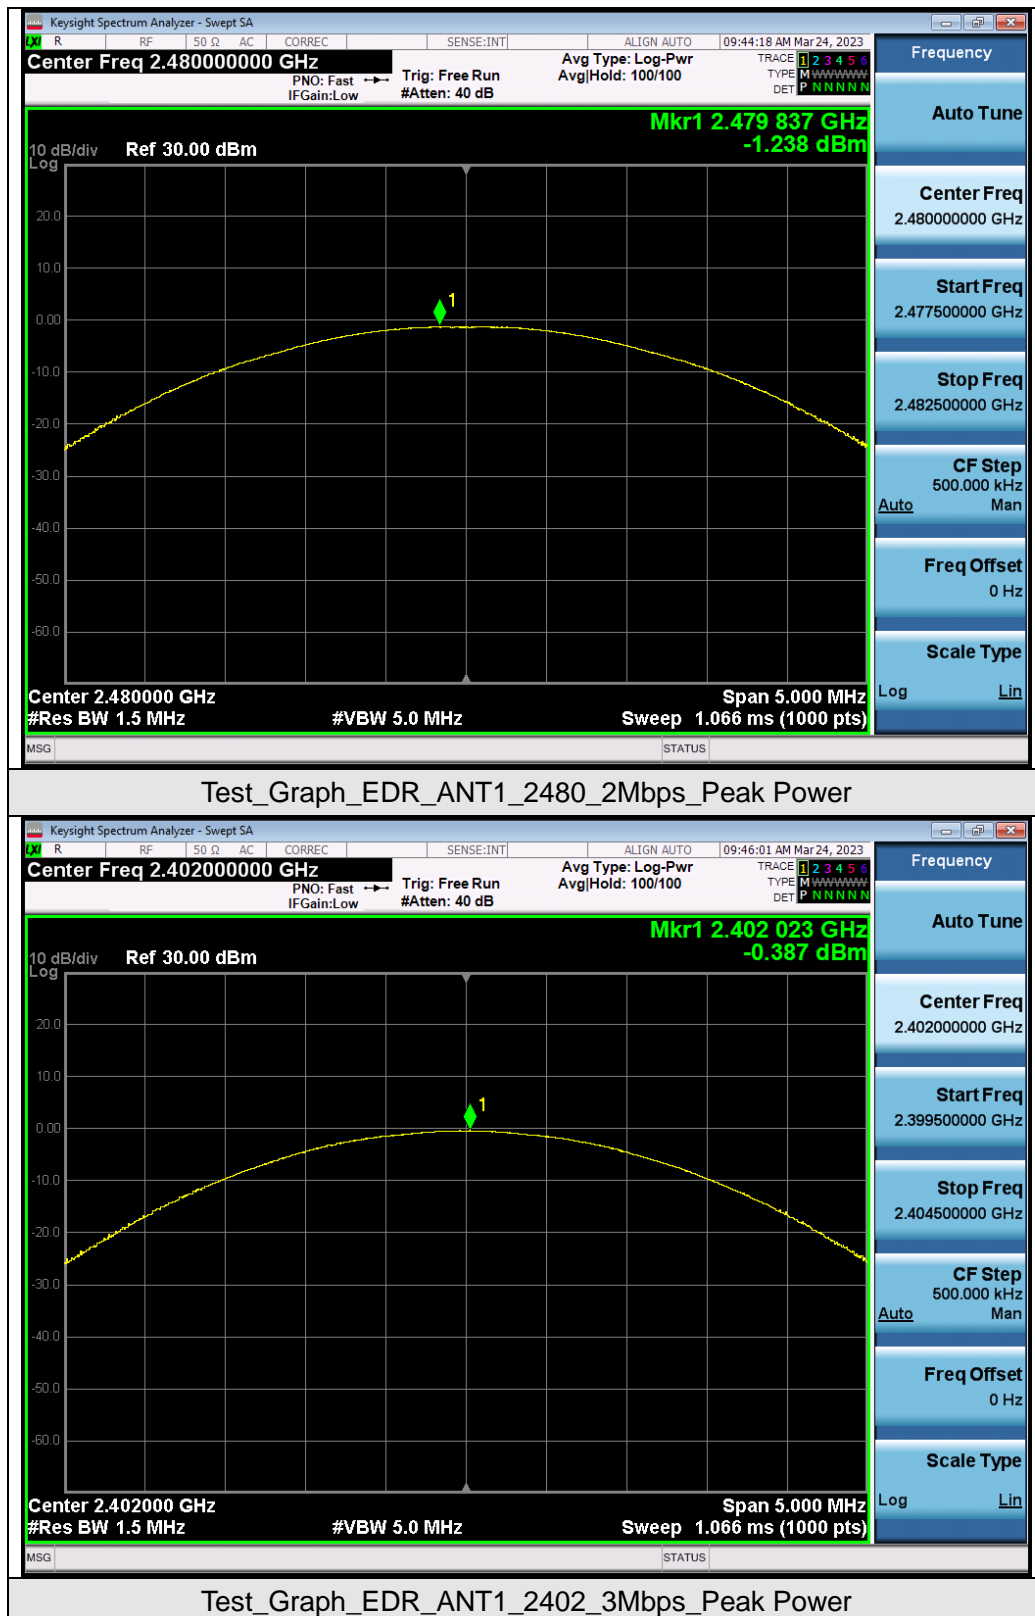 Keysight Spectrum Analyzer - Swept SA
LXI R RF 50 Ω AC CORREC SENSE:INT ALIGN AUTO 09:44:18 AM Mar 24, 2023
Center Freq 2.480000000 GHz
PNO: Fast
IFGain:Low
Trig: Free Run
#Atten: 40 dB
Avg Type: Log-Pwr
Avg|Hold: 100/100
TRACE 1 2 3 4 5 6
TYPE M WWWWW
DET P N N N N N
Mkr1 2.479 837 GHz
-1.238 dBm
10 dB/div Ref 30.00 dBm
Log
20.0
10.0
1
0.00
-10.0
-20.0
-30.0
-40.0
-50.0
-60.0
Center 2.480000 GHz Span 5.000 MHz
#Res BW 1.5 MHz #VBW 5.0 MHz Sweep 1.066 ms (1000 pts)
MSG STATUS
Frequency
Auto Tune
Center Freq
2.480000000 GHz
Start Freq
2.477500000 GHz
Stop Freq
2.482500000 GHz
CF Step
500.000 kHz
Auto Man
Freq Offset
0 Hz
Scale Type
Log Lin
Test_Graph_EDR_ANT1_2480_2Mbps_Peak Power
Keysight Spectrum Analyzer - Swept SA
LXI R RF 50 Ω AC CORREC SENSE:INT ALIGN AUTO 09:46:01 AM Mar 24, 2023
Center Freq 2.402000000 GHz
PNO: Fast
IFGain:Low
Trig: Free Run
#Atten: 40 dB
Avg Type: Log-Pwr
Avg|Hold: 100/100
TRACE 1 2 3 4 5 6
TYPE M WWWWW
DET P N N N N N
Mkr1 2.402 023 GHz
-0.387 dBm
10 dB/div Ref 30.00 dBm
Log
20.0
10.0
1
0.00
-10.0
-20.0
-30.0
-40.0
-50.0
-60.0
Center 2.402000 GHz Span 5.000 MHz
#Res BW 1.5 MHz #VBW 5.0 MHz Sweep 1.066 ms (1000 pts)
MSG STATUS
Frequency
Auto Tune
Center Freq
2.402000000 GHz
Start Freq
2.399500000 GHz
Stop Freq
2.404500000 GHz
CF Step
500.000 kHz
Auto Man
Freq Offset
0 Hz
Scale Type
Log Lin
Test_Graph_EDR_ANT1_2402_3Mbps_Peak Power